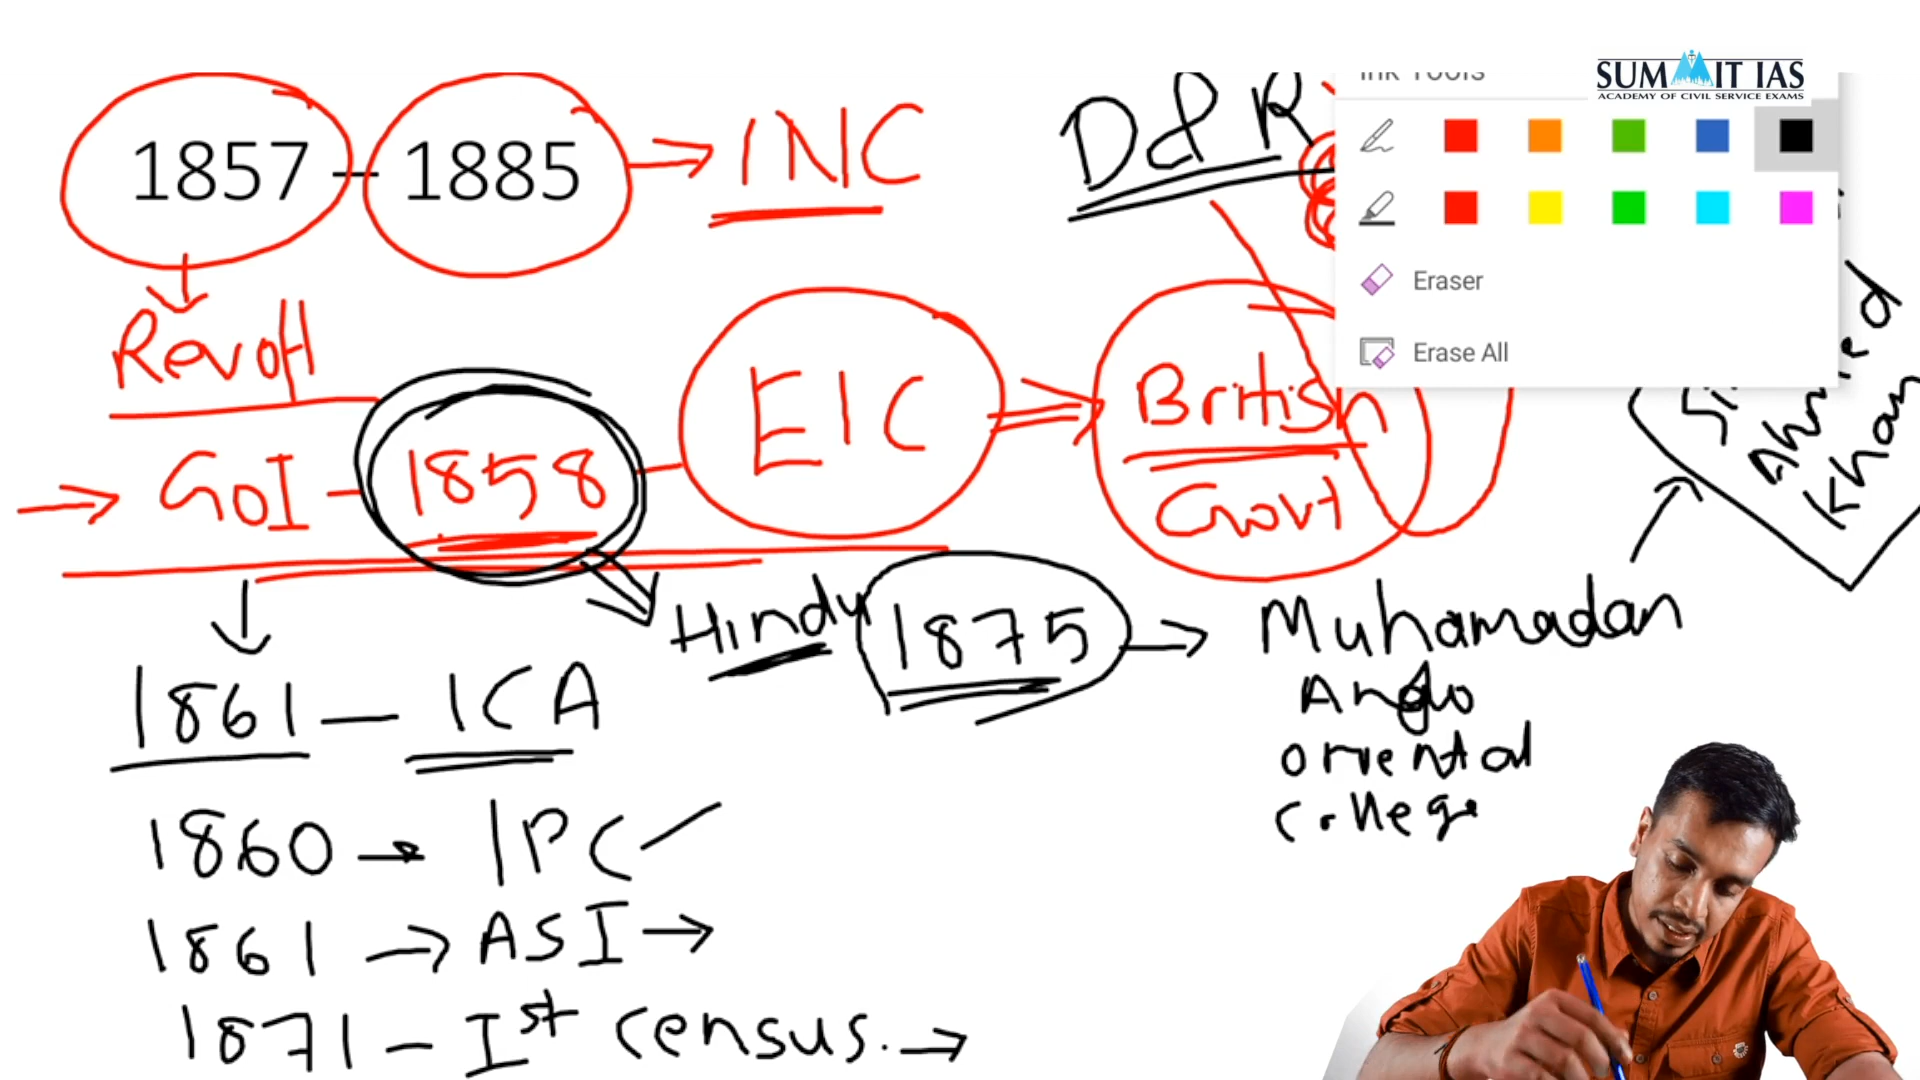 SUMMIT IAS
ACADEMY OF CIVIL SERVICE EXAMS
Ink Tools
1857 – 1885 → INC
D&R
Eraser
Erase All
Revolt
→ GoI – 1858 – EIC ⇒ British
Govt
Ahmed
Khan
Hindu 1875 → Muhamadan
Anglo
oriental
college
1861 – ICA
1860 → IPC
1861 → ASI →
1871 – Ist census. →